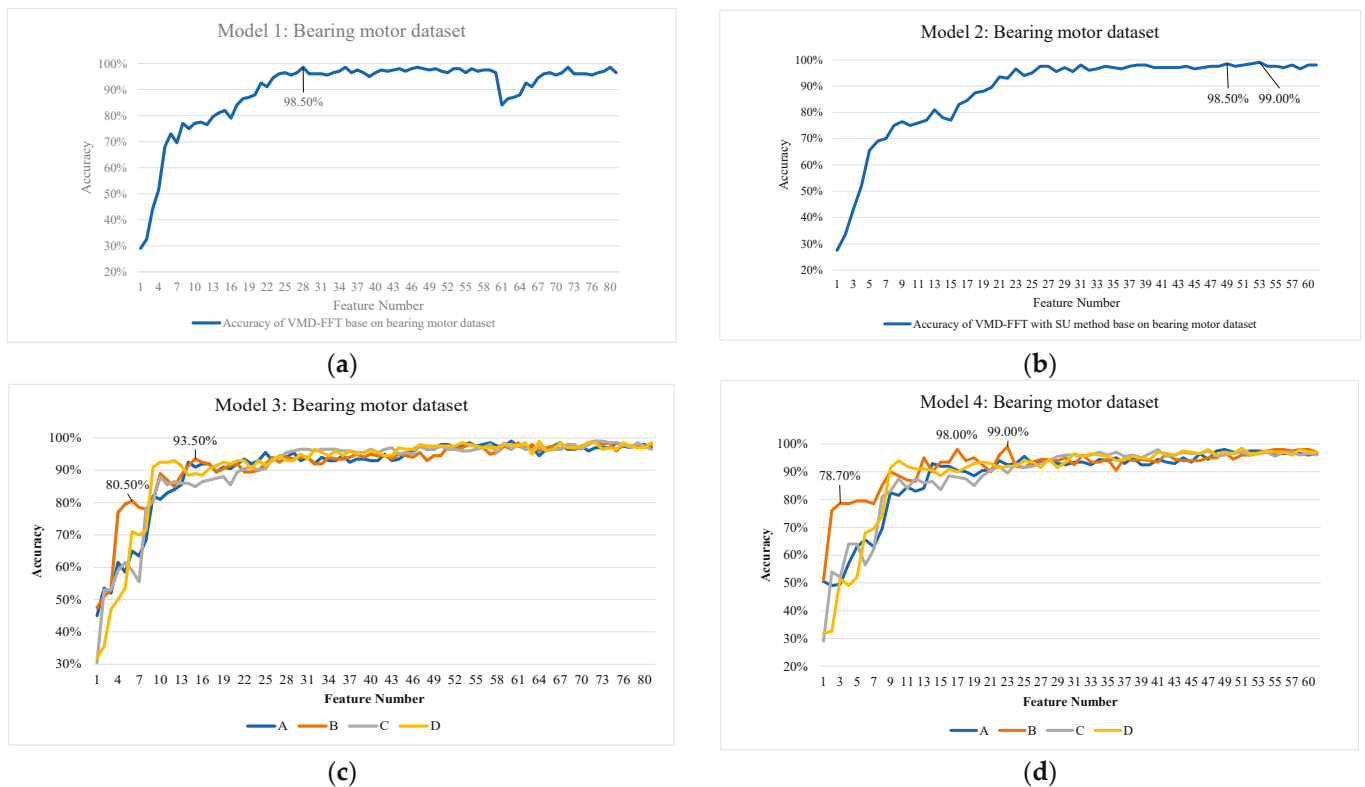 Model 1: Bearing motor dataset
100%
90%
80%
70%
60%
50%
40%
30%
20%
Accuracy
98.50%
1 4 7 10 13 16 19 22 25 28 31 34 37 40 43 46 49 52 55 58 61 64 67 70 73 76 80
Feature Number
Accuracy of VMD-FFT base on bearing motor dataset
(a)
Model 2: Bearing motor dataset
100%
90%
80%
70%
60%
50%
40%
30%
20%
Accuracy
98.50%
99.00%
1 3 5 7 9 11 13 15 17 19 21 23 25 27 29 31 33 35 37 39 41 43 45 47 49 51 53 55 57 60
Feature Number
Accuracy of VMD-FFT with SU method base on bearing motor dataset
(b)
Model 3: Bearing motor dataset
100%
90%
80%
70%
60%
50%
40%
30%
Accuracy
80.50%
93.50%
1 4 7 10 13 16 19 22 25 28 31 34 37 40 43 46 49 52 55 58 61 64 67 70 73 76 80
Feature Number
A B C D
(c)
Model 4: Bearing motor dataset
100%
90%
80%
70%
60%
50%
40%
30%
20%
Accuracy
78.70%
98.00%
99.00%
1 3 5 7 9 11 13 15 17 19 21 23 25 27 29 31 33 35 37 39 41 43 45 47 49 51 53 55 57 60
Feature Number
A B C D
(d)